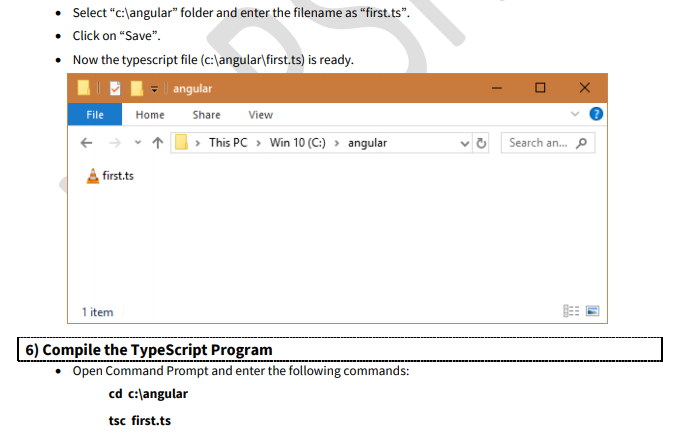 • Select “c:\angular” folder and enter the filename as “first.ts”.
• Click on “Save”.
• Now the typescript file (c:\angular\first.ts) is ready.
angular
File Home Share View
This PC > Win 10 (C:) > angular
Search an...
first.ts
1 item
6) Compile the TypeScript Program
• Open Command Prompt and enter the following commands:
cd c:\angular
tsc first.ts